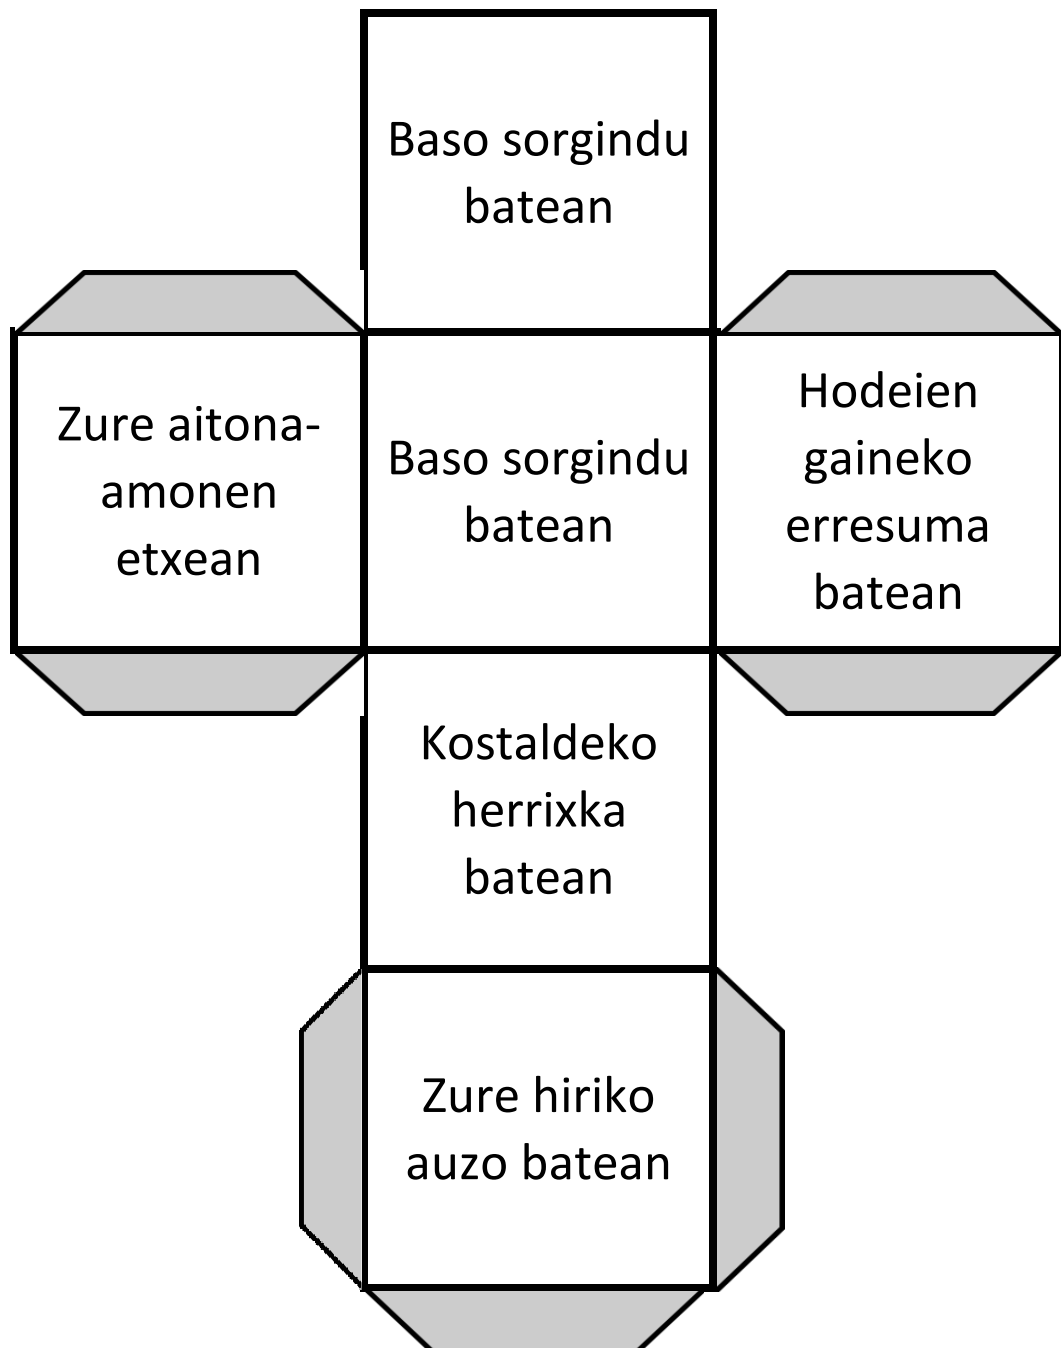 Baso sorgindu
batean
Zure aitona-
amonen
etxean
Baso sorgindu
batean
Hodeien
gaineko
erresuma
batean
Kostaldeko
herrixka
batean
Zure hiriko
auzo batean